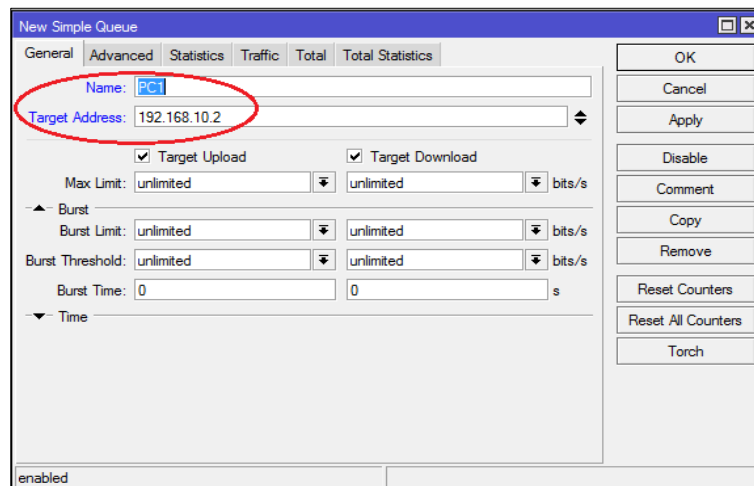 New Simple Queue
General Advanced Statistics Traffic Total Total Statistics
Name: PC1
Target Address: 192.168.10.2
Target Upload Target Download
Max Limit: unlimited unlimited bits/s
Burst
Burst Limit: unlimited unlimited bits/s
Burst Threshold: unlimited unlimited bits/s
Burst Time: 0 0 s
Time
OK
Cancel
Apply
Disable
Comment
Copy
Remove
Reset Counters
Reset All Counters
Torch
enabled